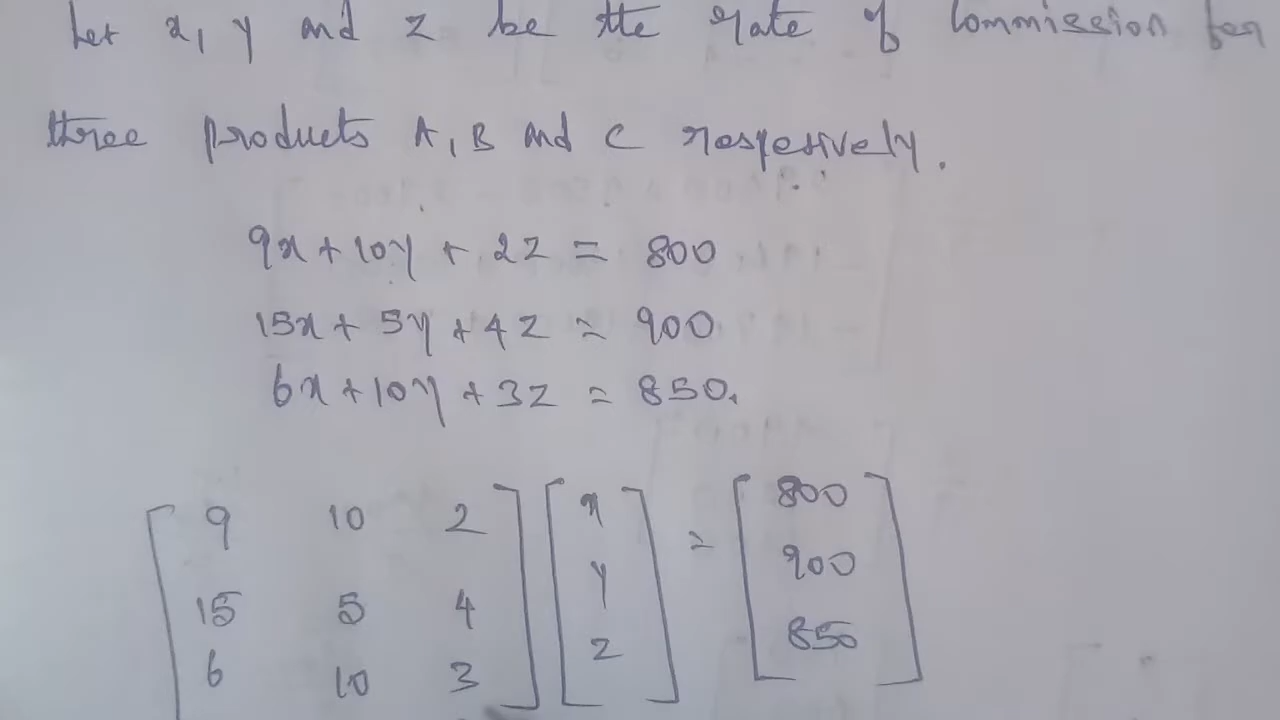 Let x, y and z be the rate of commission for
three products A, B and C respesively.
9x + 10y + 2z = 800
15x + 5y + 4z = 900
6x + 10y + 3z = 850.
[ 9 10 2 ] [ x ] = [ 800 ]
[ 15 5 4 ] [ y ] [ 900 ]
[ 6 10 3 ] [ z ] [ 850 ]